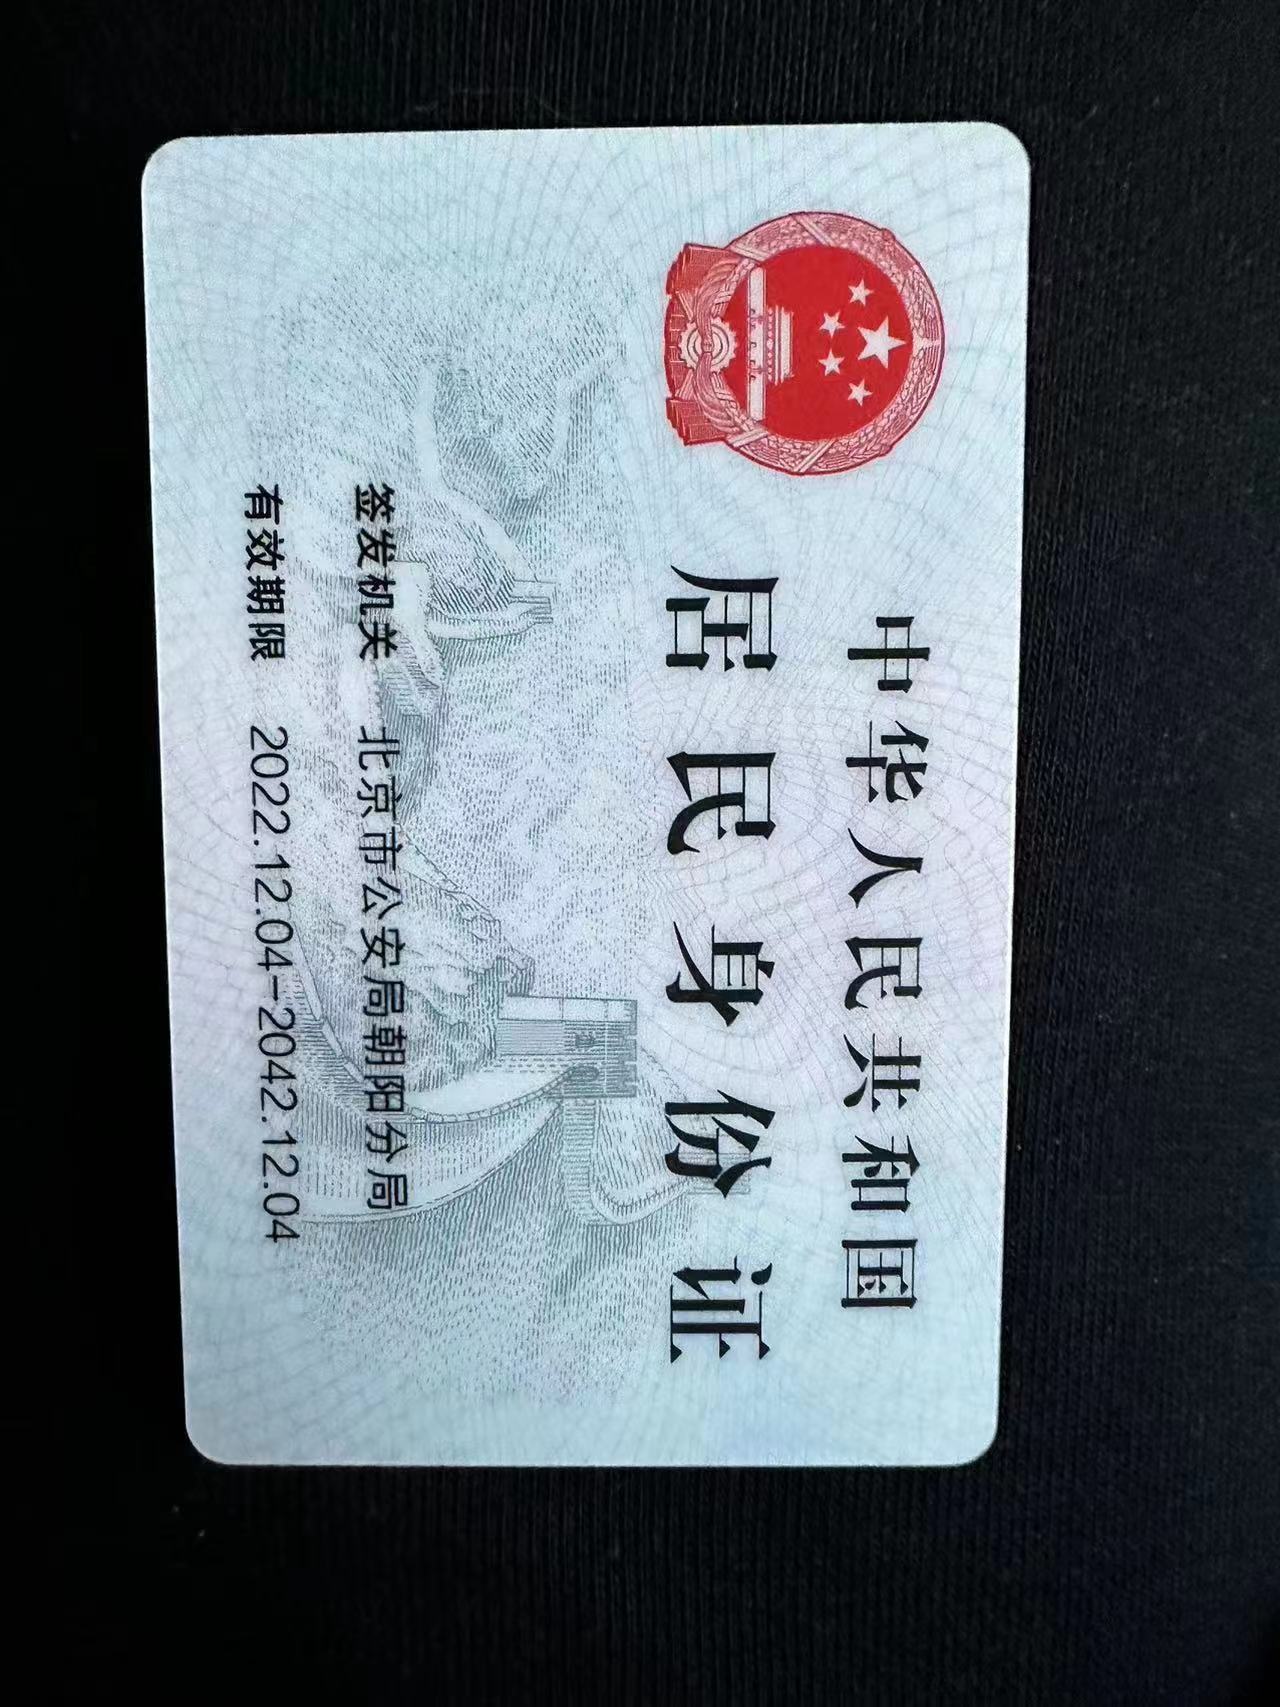 中华人民共和国
居民身份证
签发机关 北京市公安局朝阳分局
有效期限 2022.12.04-2042.12.04